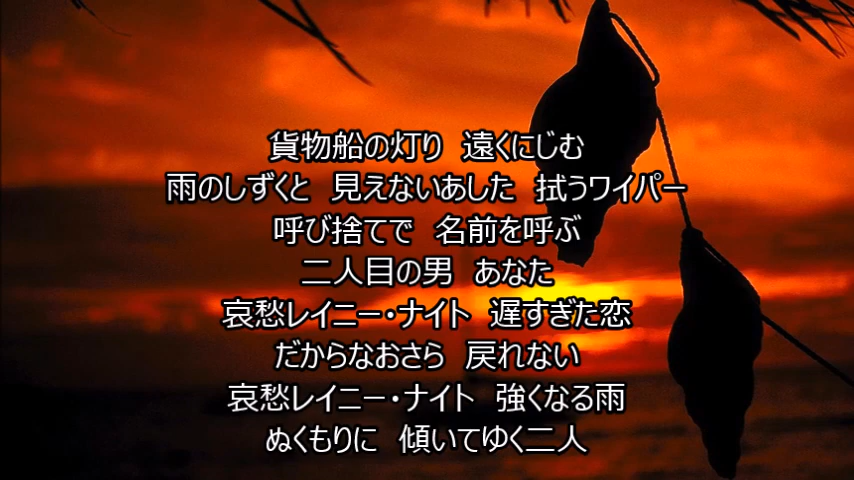 貨物船の灯り　遠くにじむ
雨のしずくと　見えないあした　拭うワイパー
呼び捨てで　名前を呼ぶ
二人目の男　あなた
哀愁レイニー・ナイト　遅すぎた恋
だからなおさら　戻れない
哀愁レイニー・ナイト　強くなる雨
ぬくもりに　傾いてゆく二人